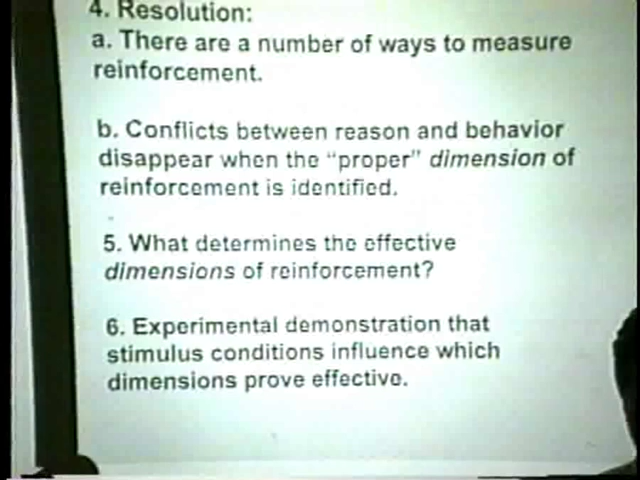 4. Resolution:
a. There are a number of ways to measure
reinforcement.
b. Conflicts between reason and behavior
disappear when the "proper" dimension of
reinforcement is identified.
5. What determines the effective
dimensions of reinforcement?
6. Experimental demonstration that
stimulus conditions influence which
dimensions prove effective.